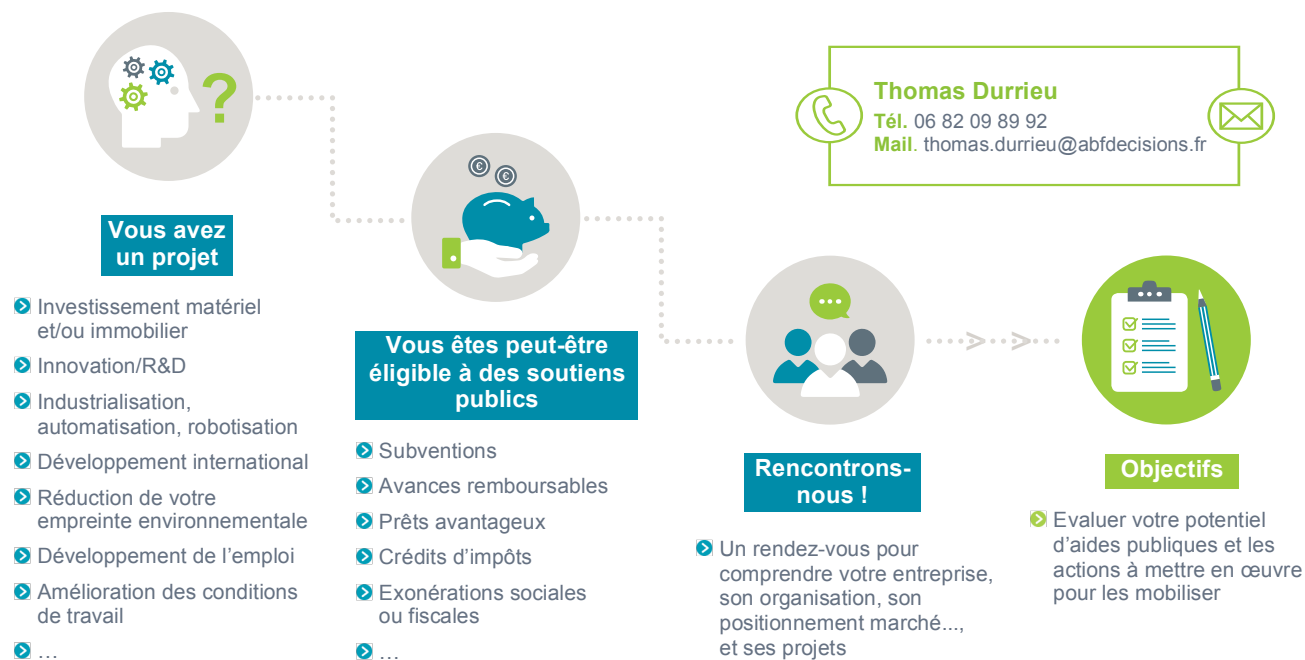 Thomas Durrieu
Tél. 06 82 09 89 92
Mail. thomas.durrieu@abfdecisions.fr
?
Vous avez
un projet
Investissement matériel
et/ou immobilier
Innovation/R&D
Industrialisation,
automatisation, robotisation
Développement international
Réduction de votre
empreinte environnementale
Développement de l’emploi
Amélioration des conditions
de travail
…
€ €
Vous êtes peut-être
éligible à des soutiens
publics
Subventions
Avances remboursables
Prêts avantageux
Crédits d’impôts
Exonérations sociales
ou fiscales
…
Rencontrons-
nous !
Un rendez-vous pour
comprendre votre entreprise,
son organisation, son
positionnement marché...,
et ses projets
Objectifs
Evaluer votre potentiel
d’aides publiques et les
actions à mettre en œuvre
pour les mobiliser